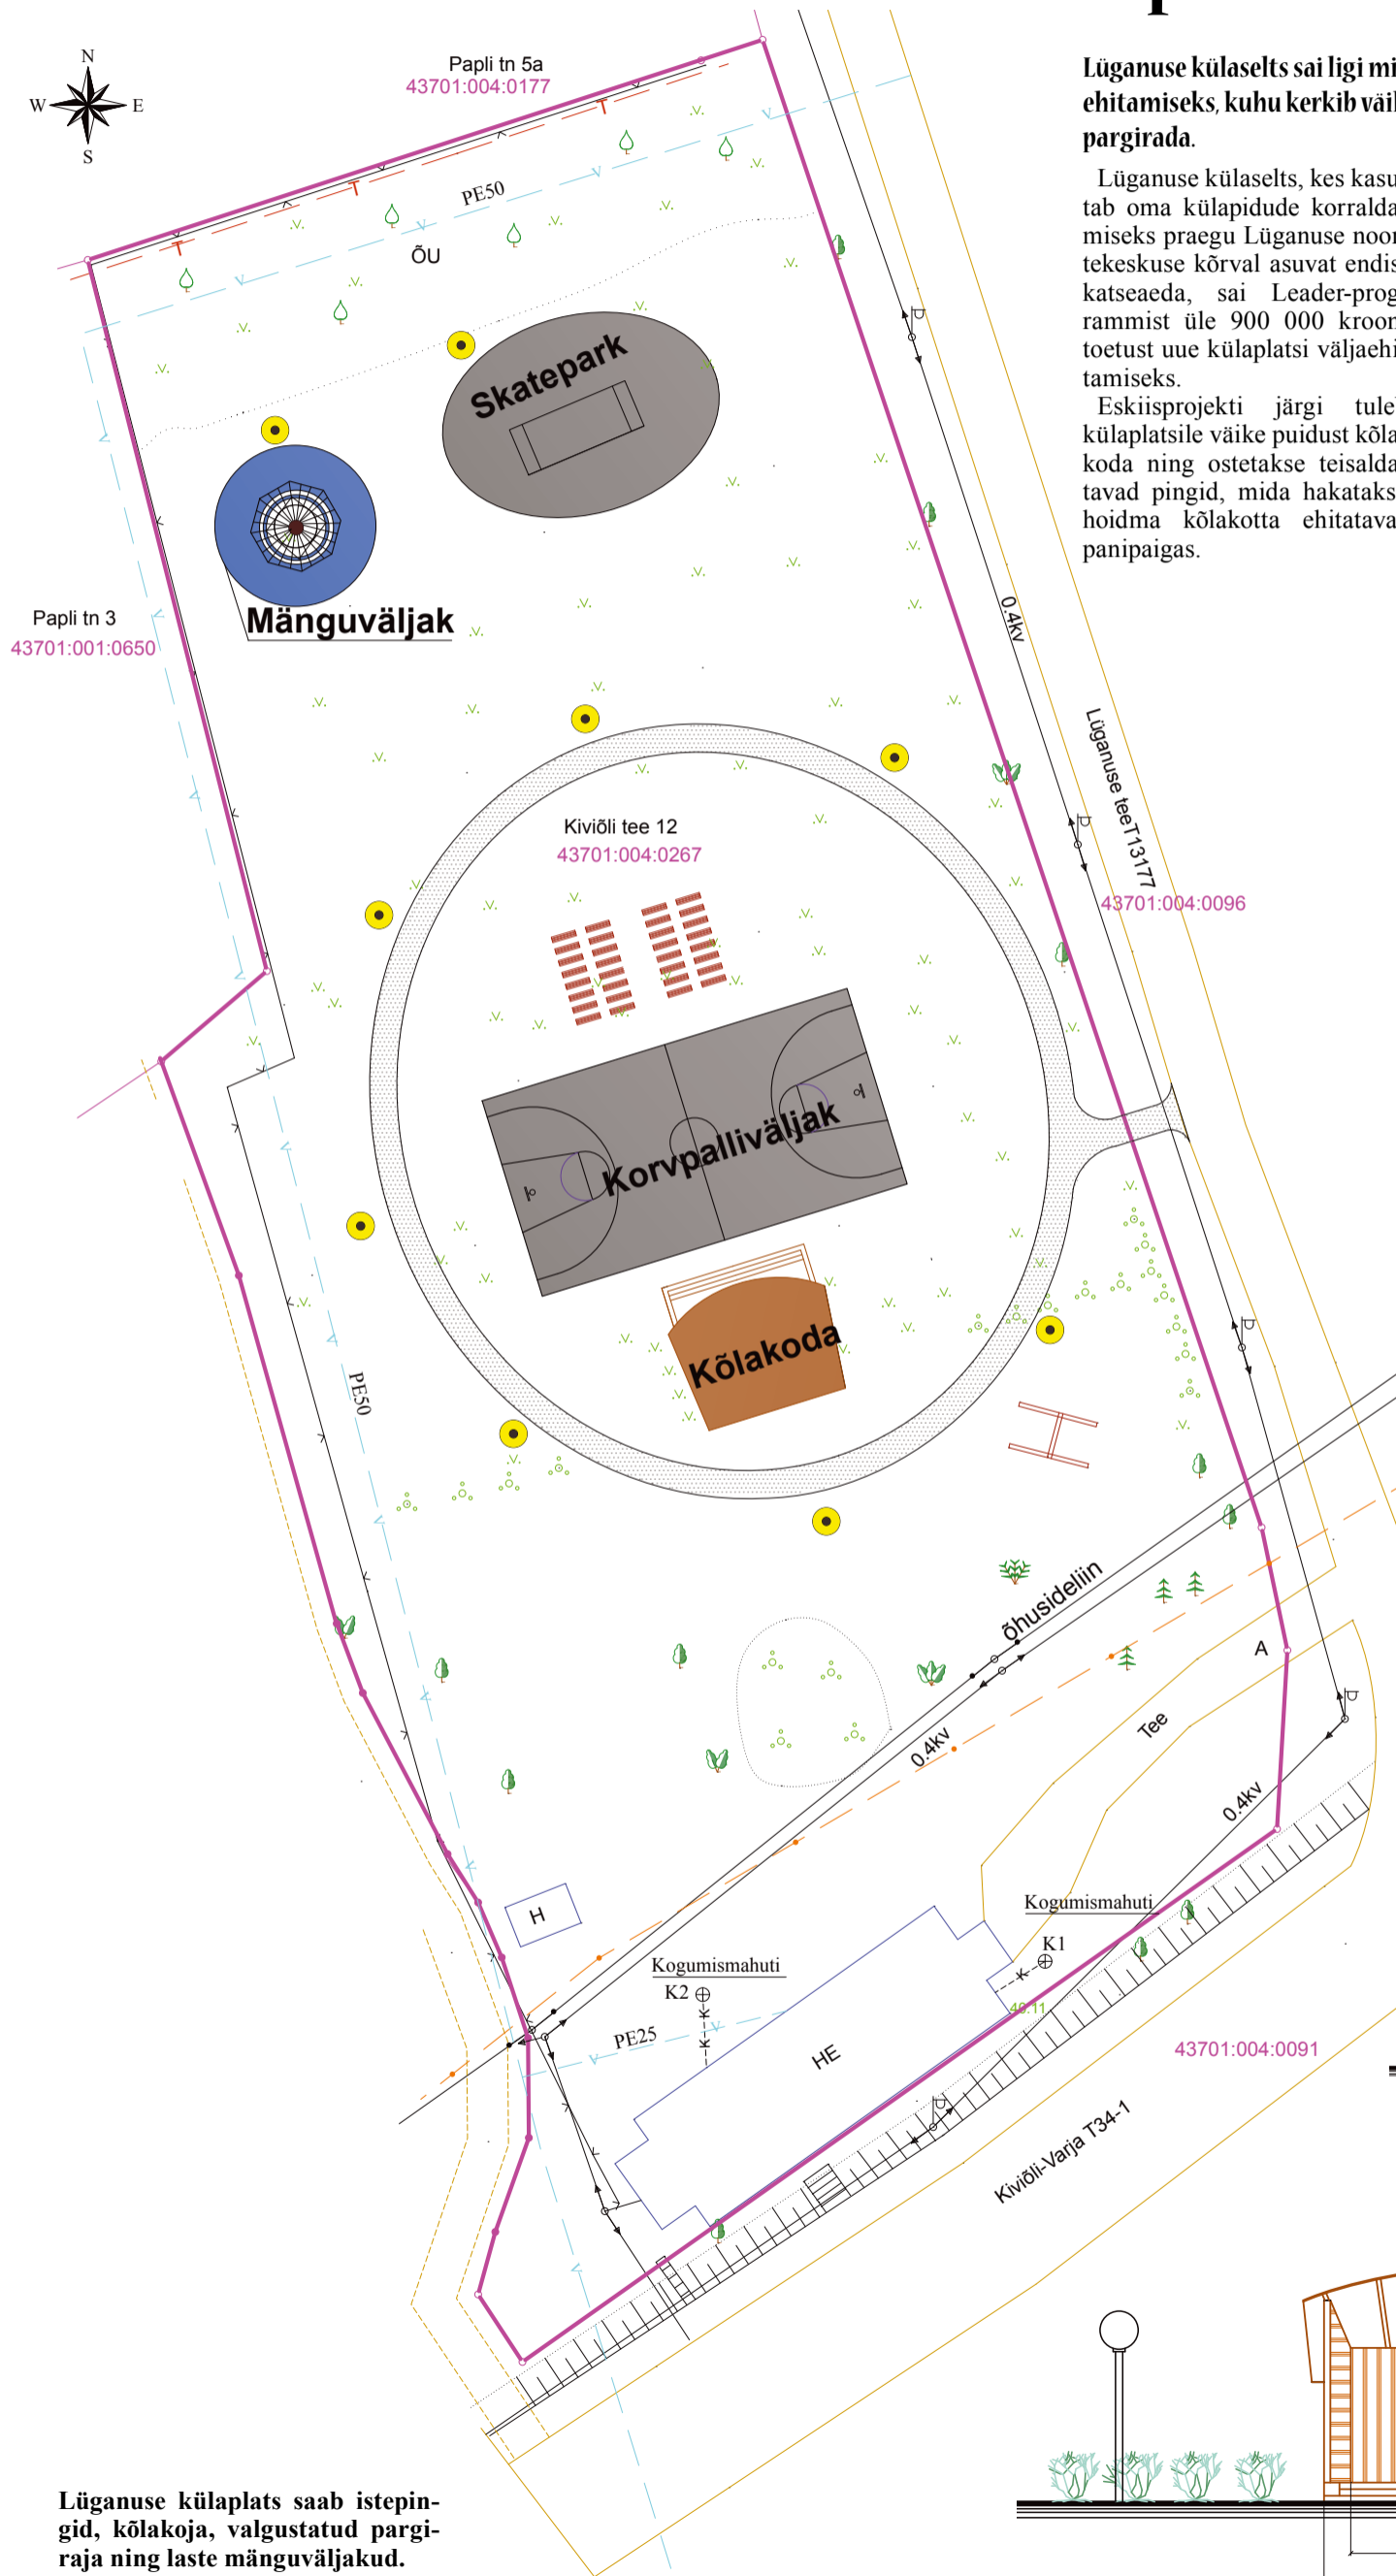 N
W E
S
Papli tn 5a
43701:004:0177
T
T
T
PE50
ÕU
Skatepark
Mänguväljak
Papli tn 3
43701:001:0650
0.4kv
Lüganuse teeT13177
43701:004:0096
Kiviõli tee 12
43701:004:0267
Korvpalliväljak
Kõlakoda
PE50
õhusideliin
A
Tee
0.4kv
0.4kv
H
Kogumismahuti
K1
Kogumismahuti
K2
PE25
HE
43701:004:0091
Kiviõli-Varja T34-1
Lüganuse külaselts sai ligi mi
ehitamiseks, kuhu kerkib väik
pargirada.
Lüganuse külaselts, kes kasu
tab oma külapidude korralda
miseks praegu Lüganuse noor
tekeskuse kõrval asuvat endis
katseaeda, sai Leader-prog
rammist üle 900 000 kroon
toetust uue külaplatsi väljaehi
tamiseks.
Eskiisprojekti järgi tuleb
külaplatsile väike puidust kõla
koda ning ostetakse teisalda
tavad pingid, mida hakataks
hoidma kõlakotta ehitatava
panipaigas.
Lüganuse külaplats saab istepin-
gid, kõlakoja, valgustatud pargi-
raja ning laste mänguväljakud.